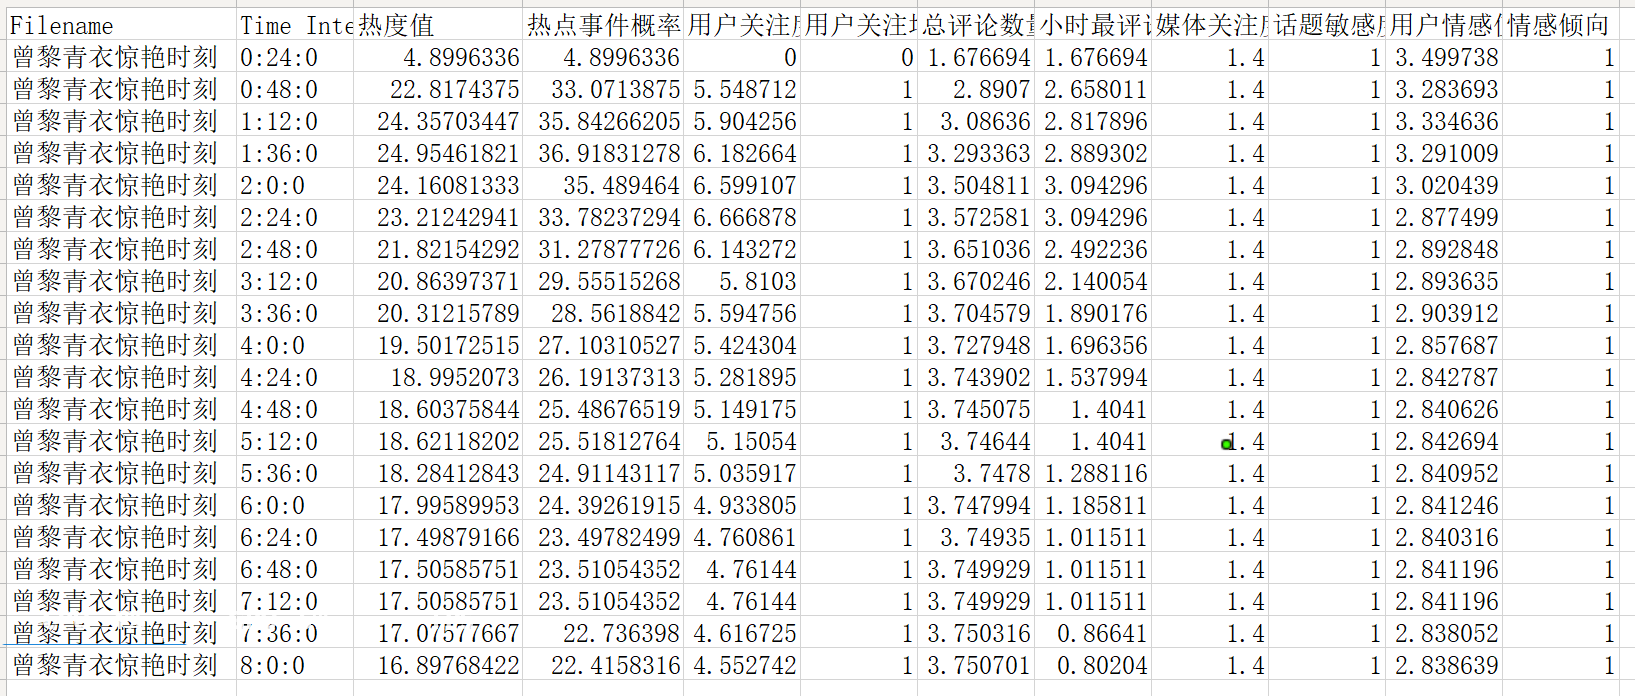 Filename Time Inte 热度值 热点事件概率 用户关注度 用户关注增 总评论数量 小时最评论 媒体关注度 话题敏感度 用户情感值 情感倾向
曾黎青衣惊艳时刻 0:24:0 4.8996336 4.8996336 0 0 1.676694 1.676694 1.4 1 3.499738 1
曾黎青衣惊艳时刻 0:48:0 22.8174375 33.0713875 5.548712 1 2.8907 2.658011 1.4 1 3.283693 1
曾黎青衣惊艳时刻 1:12:0 24.35703447 35.84266205 5.904256 1 3.08636 2.817896 1.4 1 3.334636 1
曾黎青衣惊艳时刻 1:36:0 24.95461821 36.91831278 6.182664 1 3.293363 2.889302 1.4 1 3.291009 1
曾黎青衣惊艳时刻 2:0:0 24.16081333 35.489464 6.599107 1 3.504811 3.094296 1.4 1 3.020439 1
曾黎青衣惊艳时刻 2:24:0 23.21242941 33.78237294 6.666878 1 3.572581 3.094296 1.4 1 2.877499 1
曾黎青衣惊艳时刻 2:48:0 21.82154292 31.27877726 6.143272 1 3.651036 2.492236 1.4 1 2.892848 1
曾黎青衣惊艳时刻 3:12:0 20.86397371 29.55515268 5.8103 1 3.670246 2.140054 1.4 1 2.893635 1
曾黎青衣惊艳时刻 3:36:0 20.31215789 28.5618842 5.594756 1 3.704579 1.890176 1.4 1 2.903912 1
曾黎青衣惊艳时刻 4:0:0 19.50172515 27.10310527 5.424304 1 3.727948 1.696356 1.4 1 2.857687 1
曾黎青衣惊艳时刻 4:24:0 18.9952073 26.19137313 5.281895 1 3.743902 1.537994 1.4 1 2.842787 1
曾黎青衣惊艳时刻 4:48:0 18.60375844 25.48676519 5.149175 1 3.745075 1.4041 1.4 1 2.840626 1
曾黎青衣惊艳时刻 5:12:0 18.62118202 25.51812764 5.15054 1 3.74644 1.4041 1.4 1 2.842694 1
曾黎青衣惊艳时刻 5:36:0 18.28412843 24.91143117 5.035917 1 3.7478 1.288116 1.4 1 2.840952 1
曾黎青衣惊艳时刻 6:0:0 17.99589953 24.39261915 4.933805 1 3.747994 1.185811 1.4 1 2.841246 1
曾黎青衣惊艳时刻 6:24:0 17.49879166 23.49782499 4.760861 1 3.74935 1.011511 1.4 1 2.840316 1
曾黎青衣惊艳时刻 6:48:0 17.50585751 23.51054352 4.76144 1 3.749929 1.011511 1.4 1 2.841196 1
曾黎青衣惊艳时刻 7:12:0 17.50585751 23.51054352 4.76144 1 3.749929 1.011511 1.4 1 2.841196 1
曾黎青衣惊艳时刻 7:36:0 17.07577667 22.736398 4.616725 1 3.750316 0.86641 1.4 1 2.838052 1
曾黎青衣惊艳时刻 8:0:0 16.89768422 22.4158316 4.552742 1 3.750701 0.80204 1.4 1 2.838639 1